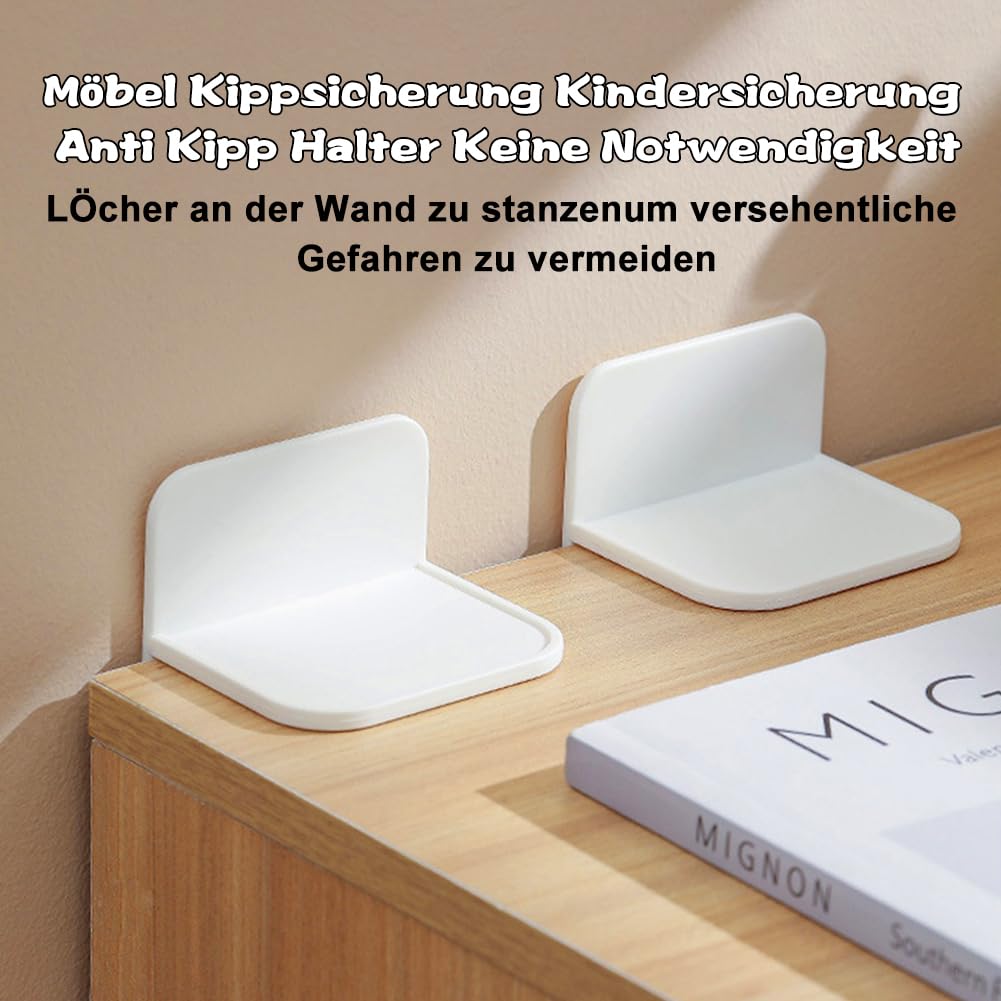 Möbel Kippsicherung Kindersicherung
Anti Kipp Halter Keine Notwendigkeit
LÖcher an der Wand zu stanzenum versehentliche
Gefahren zu vermeiden
MIG
MIGNON
Southern